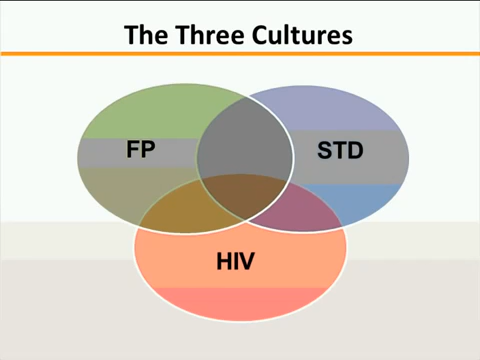 The Three Cultures
FP
STD
HIV